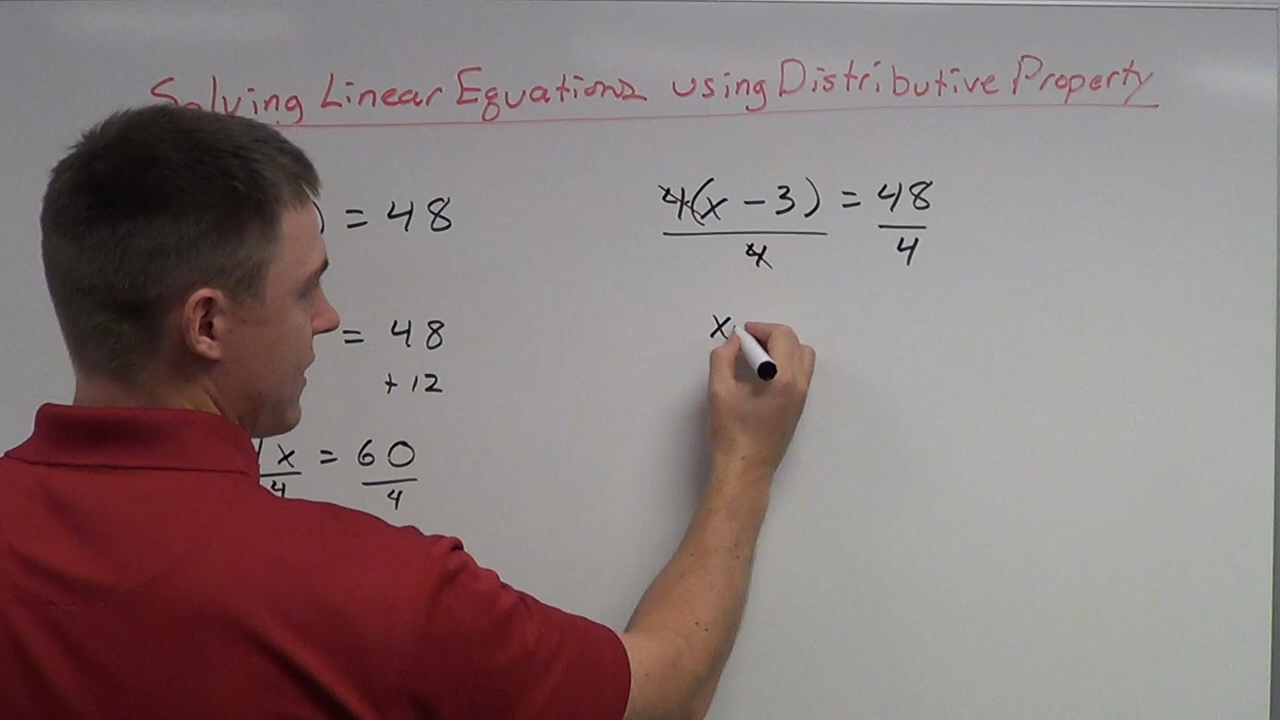 Solving Linear Equations using Distributive Property
) = 48
= 48
+ 12
x = 60
4 4
4(x - 3) = 48
4 4
x